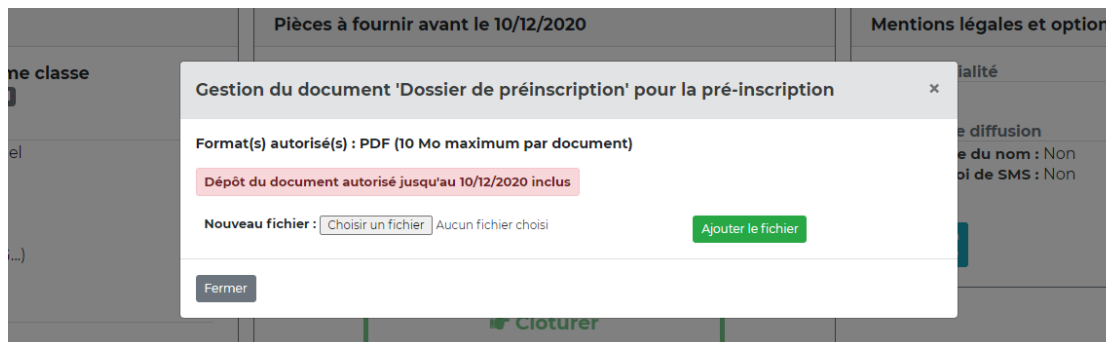 Pièces à fournir avant le 10/12/2020
Mentions légales et option
me classe
ialité
Gestion du document 'Dossier de préinscription' pour la pré-inscription
×
e diffusion
Format(s) autorisé(s) : PDF (10 Mo maximum par document)
el
e du nom : Non
oi de SMS : Non
Dépôt du document autorisé jusqu'au 10/12/2020 inclus
Nouveau fichier : Choisir un fichier Aucun fichier choisi
Ajouter le fichier
...)
Fermer
Clôturer